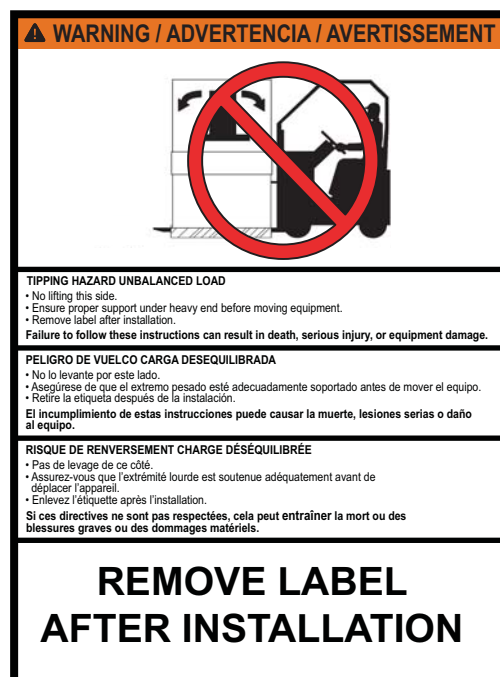 WARNING / ADVERTENCIA / AVERTISSEMENT
TIPPING HAZARD UNBALANCED LOAD
• No lifting this side.
• Ensure proper support under heavy end before moving equipment.
• Remove label after installation.
Failure to follow these instructions can result in death, serious injury, or equipment damage.
PELIGRO DE VUELCO CARGA DESEQUILIBRADA
• No lo levante por este lado.
• Asegúrese de que el extremo pesado esté adecuadamente soportado antes de mover el equipo.
• Retire la etiqueta después de la instalación.
El incumplimiento de estas instrucciones puede causar la muerte, lesiones serias o daño
al equipo.
RISQUE DE RENVERSEMENT CHARGE DÉSÉQUILIBRÉE
• Pas de levage de ce côté.
• Assurez-vous que l'extrémité lourde est soutenue adéquatement avant de
déplacer l'appareil.
• Enlevez l'étiquette après l'installation.
Si ces directives ne sont pas respectées, cela peut entraîner la mort ou des
blessures graves ou des dommages matériels.
REMOVE LABEL
AFTER INSTALLATION